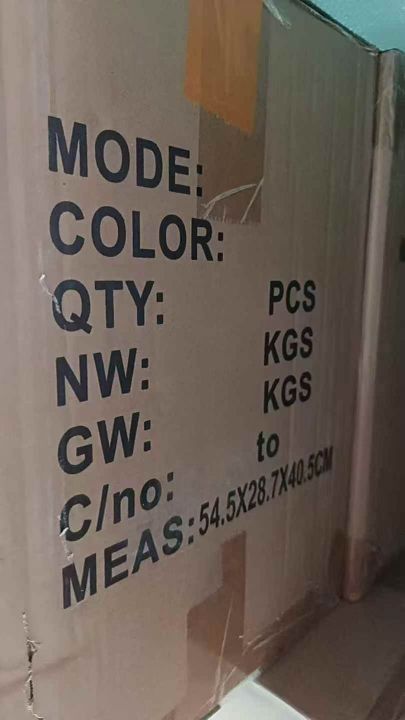 MODE:
COLOR:
QTY: PCS
NW: KGS
GW: KGS
C/no: to
MEAS:54.5X28.7X40.5CM